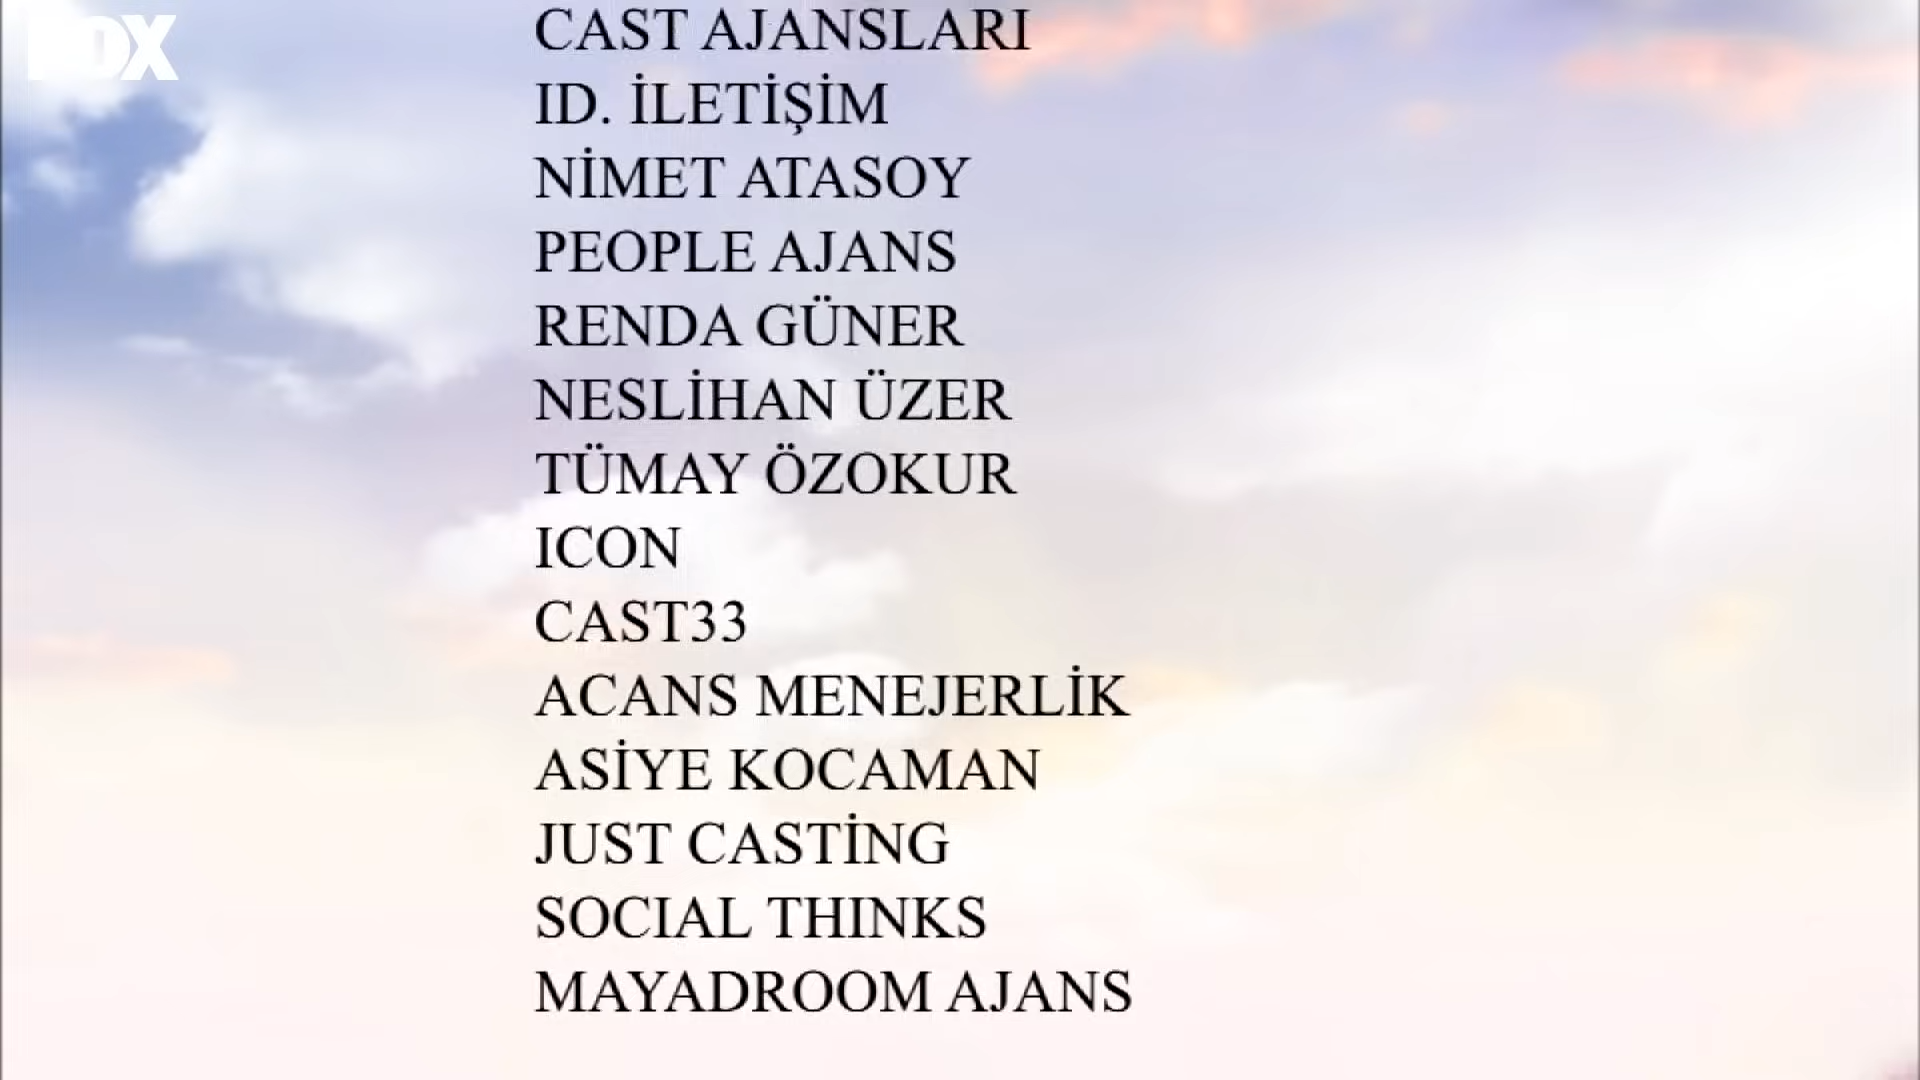 FOX
CAST AJANSLARI
ID. İLETİŞİM
NİMET ATASOY
PEOPLE AJANS
RENDA GÜNER
NESLİHAN ÜZER
TÜMAY ÖZOKUR
ICON
CAST33
ACANS MENEJERLİK
ASİYE KOCAMAN
JUST CASTİNG
SOCIAL THINKS
MAYADROOM AJANS